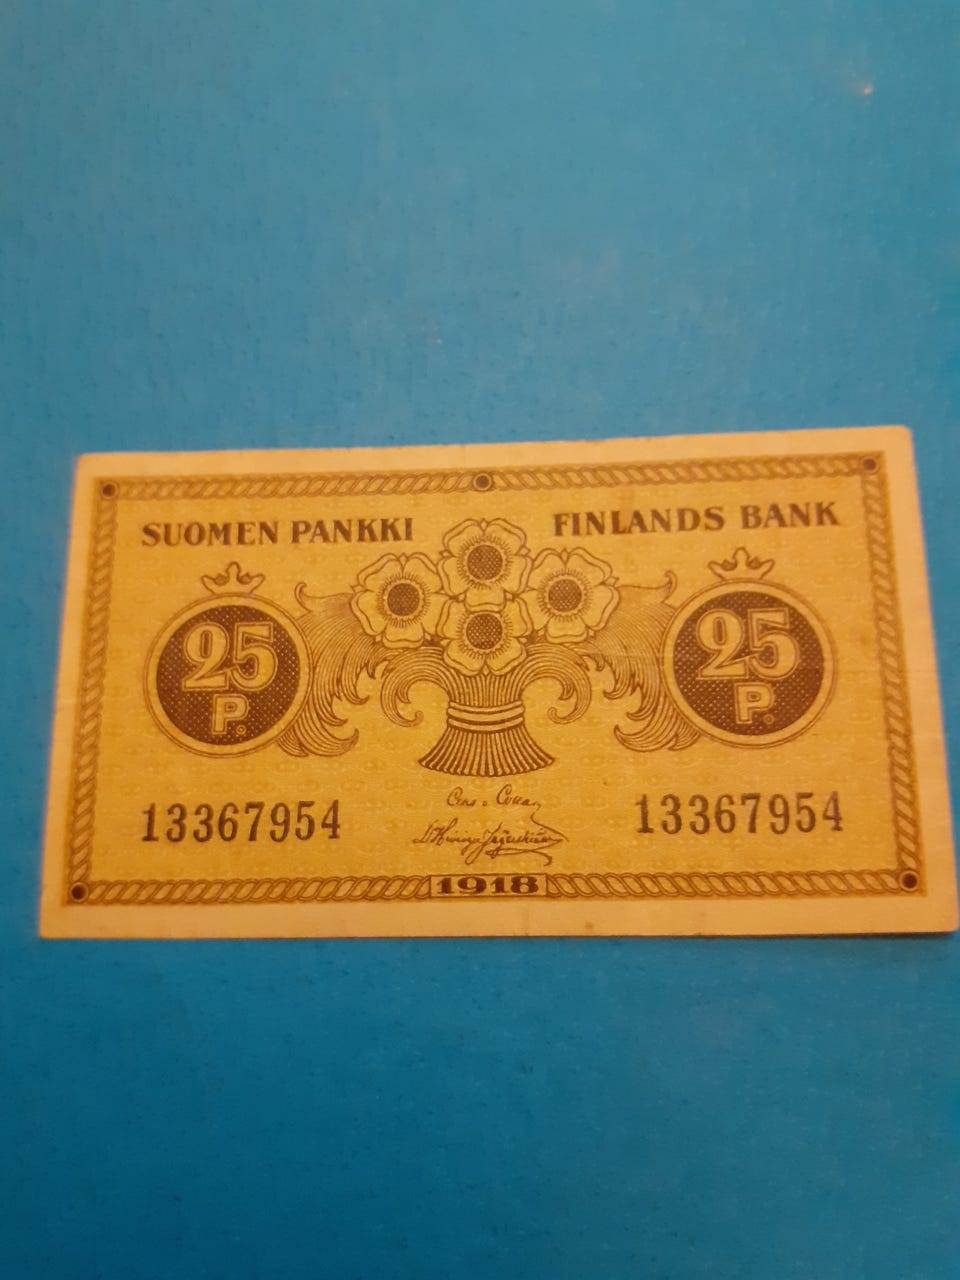 SUOMEN PANKKI FINLANDS BANK
25 25
P. P.
13367954 13367954
1918